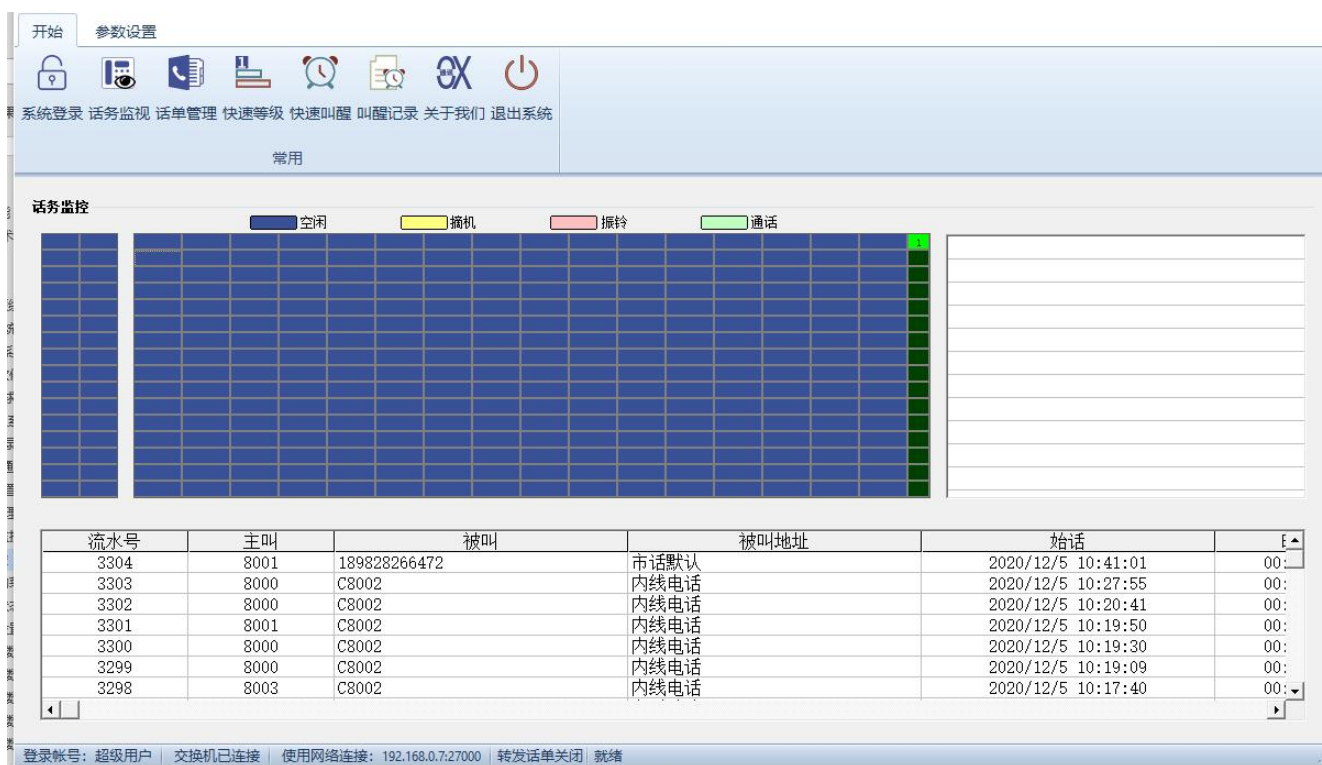 开始 参数设置
系统登录 话务监视 话单管理 快速等级 快速叫醒 叫醒记录 关于我们 退出系统
常用
话务监控
空闲 摘机 振铃 通话
1
流水号 主叫 被叫 被叫地址 始话
3304 8001 189828266472 市话默认 2020/12/5 10:41:01 00:
3303 8000 C8002 内线电话 2020/12/5 10:27:55 00:
3302 8000 C8002 内线电话 2020/12/5 10:20:41 00:
3301 8001 C8002 内线电话 2020/12/5 10:19:50 00:
3300 8000 C8002 内线电话 2020/12/5 10:19:30 00:
3299 8000 C8002 内线电话 2020/12/5 10:19:09 00:
3298 8003 C8002 内线电话 2020/12/5 10:17:40 00:
登录帐号：超级用户 交换机已连接 使用网络连接：192.168.0.7:27000 转发话单关闭 就绪